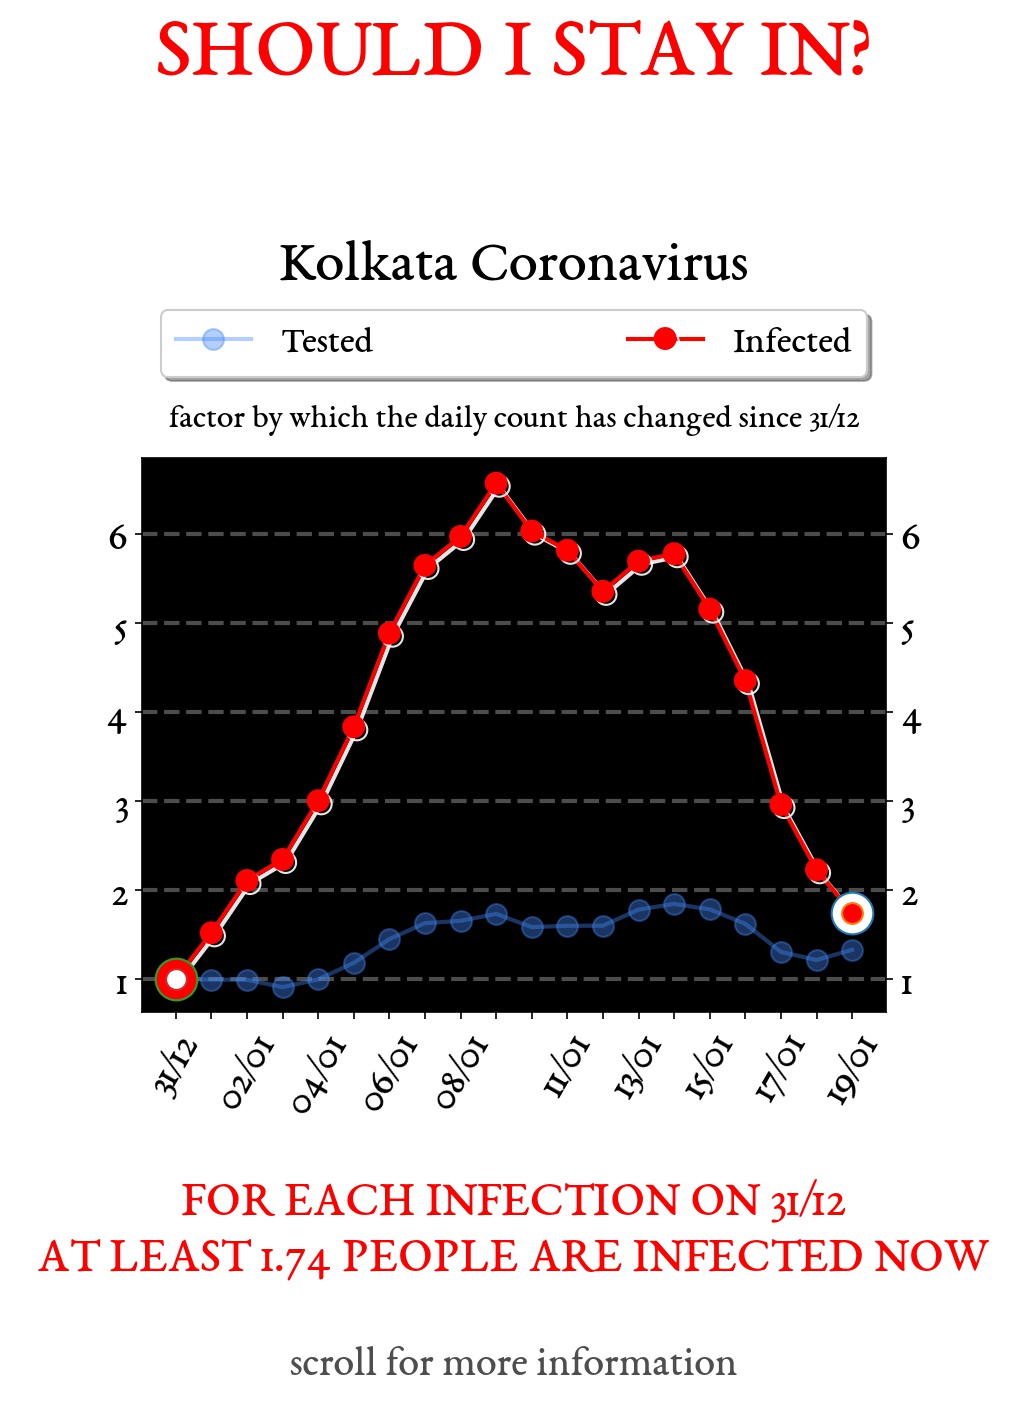 SHOULD I STAY IN?
Kolkata Coronavirus
Tested Infected
factor by which the daily count has changed since 31/12
6 6
5 5
4 4
3 3
2 2
1 1
31/12 02/01 04/01 06/01 08/01 11/01 13/01 15/01 17/01 19/01
FOR EACH INFECTION ON 31/12
AT LEAST 1.74 PEOPLE ARE INFECTED NOW
scroll for more information